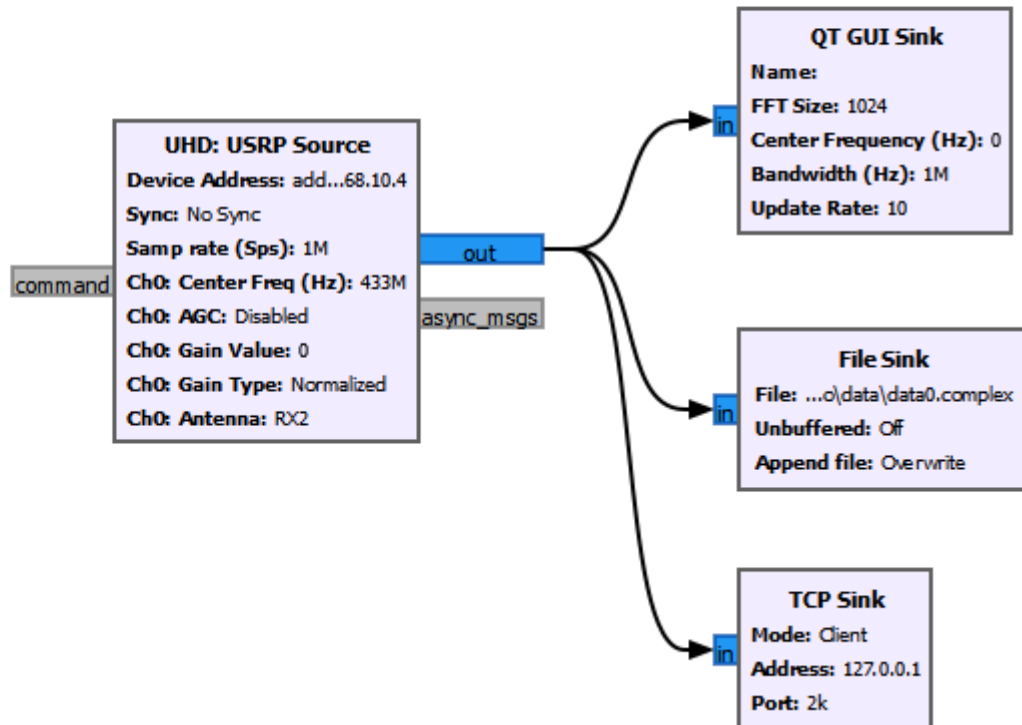 command
UHD: USRP Source
Device Address: add...68.10.4
Sync: No Sync
Samp rate (Sps): 1M
Ch0: Center Freq (Hz): 433M
Ch0: AGC: Disabled
Ch0: Gain Value: 0
Ch0: Gain Type: Normalized
Ch0: Antenna: RX2
out
async_msgs
in
QT GUI Sink
Name:
FFT Size: 1024
Center Frequency (Hz): 0
Bandwidth (Hz): 1M
Update Rate: 10
in
File Sink
File: ...o\data\data0.complex
Unbuffered: Off
Append file: Overwrite
in
TCP Sink
Mode: Client
Address: 127.0.0.1
Port: 2k